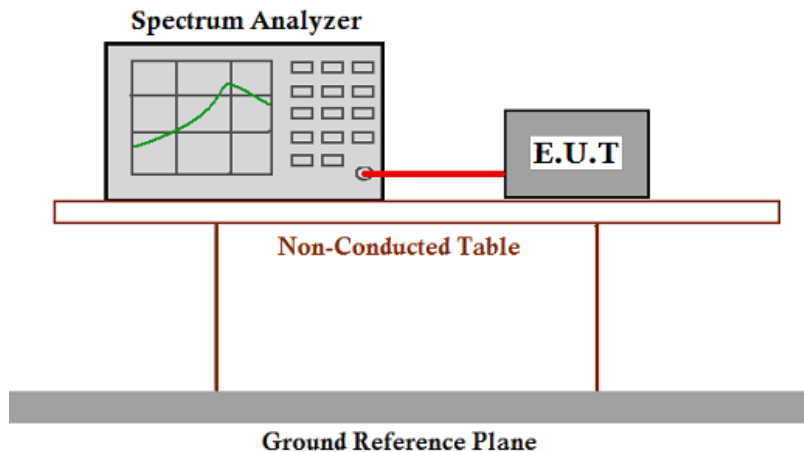 Spectrum Analyzer
E.U.T
Non-Conducted Table
Ground Reference Plane